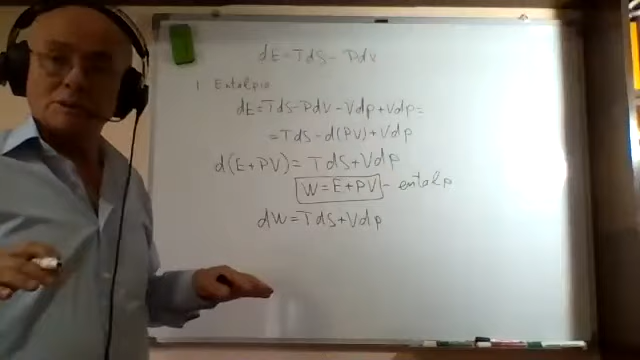 dE = TdS - Pdv
1 Entalpia
dE = TdS - Pdv - Vdp + Vdp =
= TdS - d(PV) + Vdp
d(E + PV) = TdS + Vdp
W = E + PV - entalp
dW = TdS + Vdp